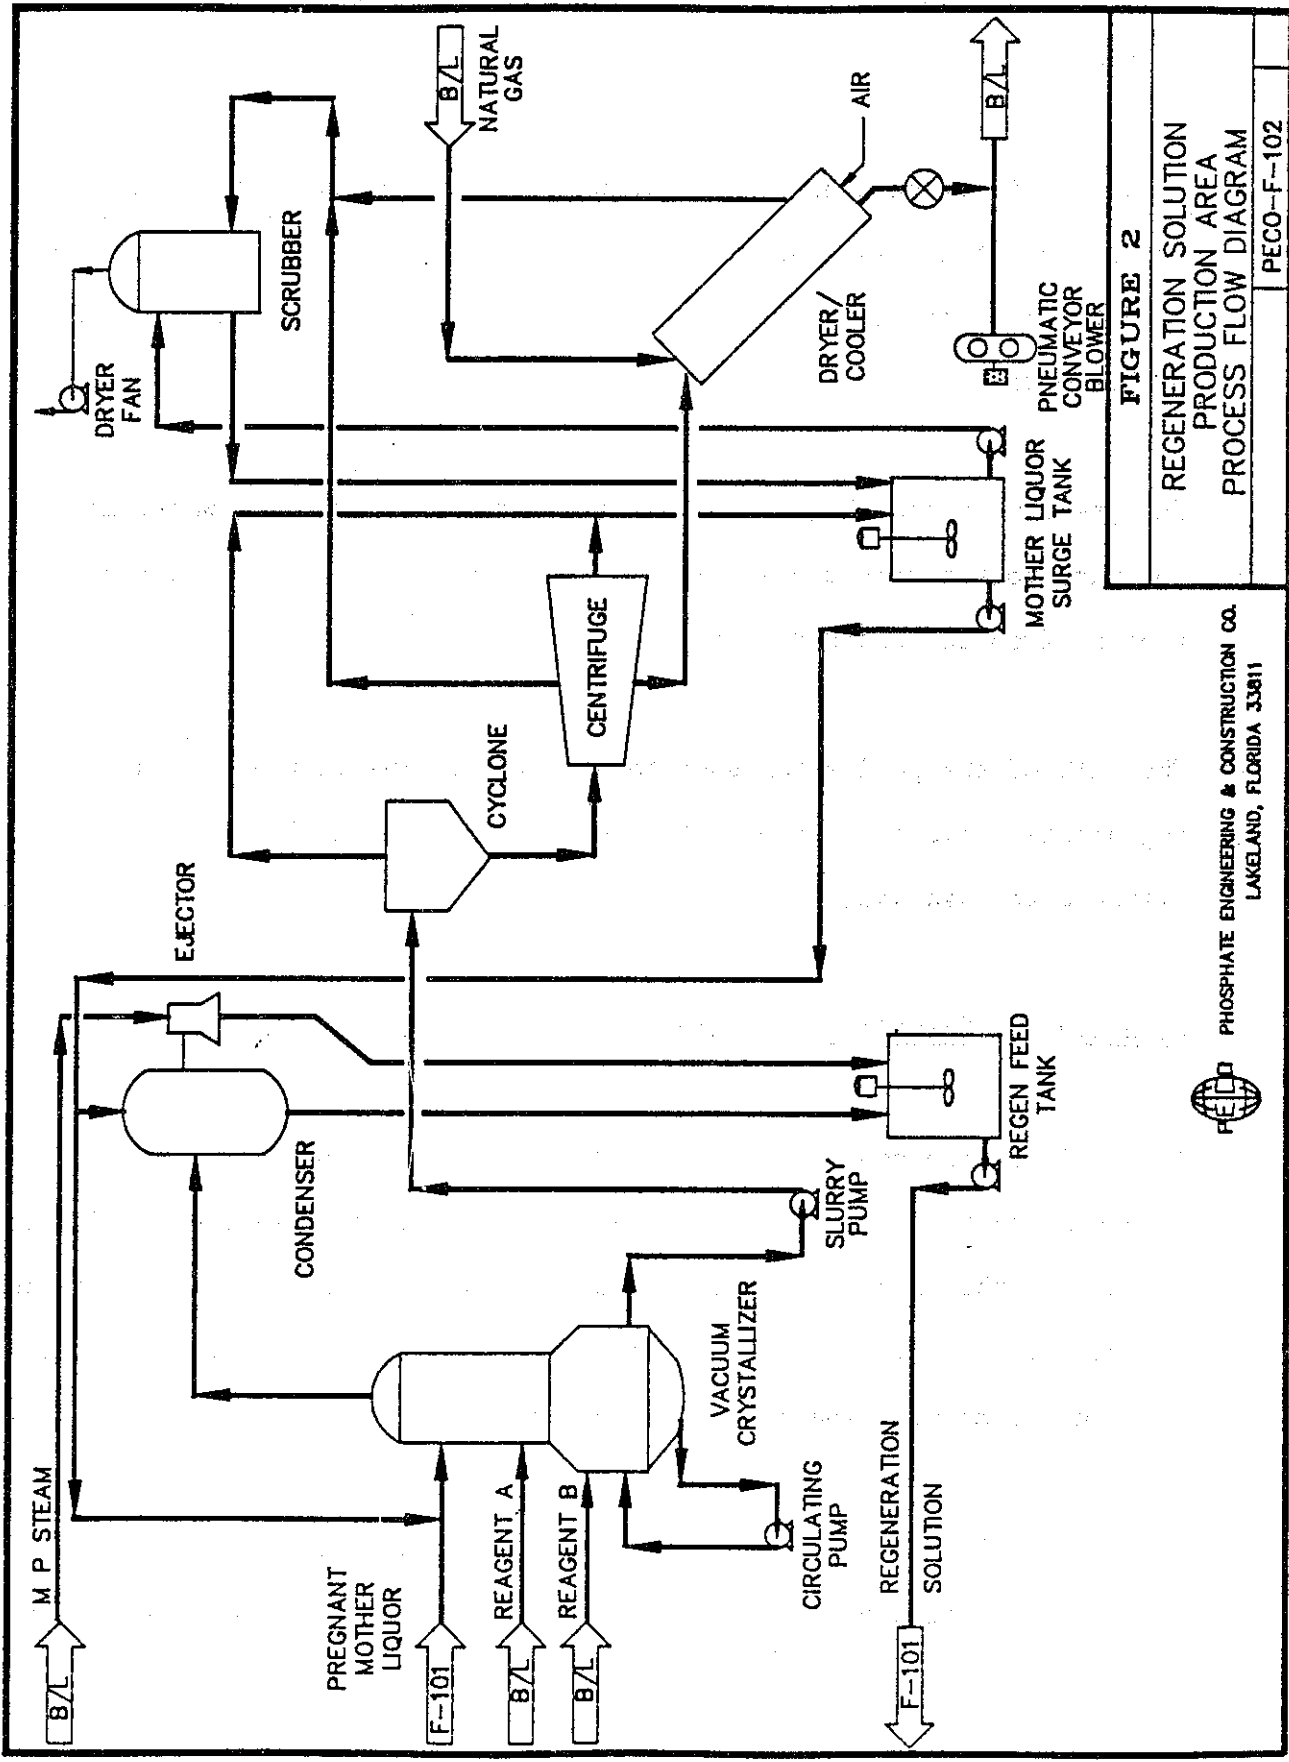 B/L
M P STEAM
PREGNANT
MOTHER
LIQUOR
F-101
B/L
REAGENT A
B/L
REAGENT B
CIRCULATING
PUMP
F-101
REGENERATION
SOLUTION
VACUUM
CRYSTALLIZER
CONDENSER
EJECTOR
SLURRY
PUMP
REGEN FEED
TANK
CYCLONE
CENTRIFUGE
MOTHER LIQUOR
SURGE TANK
DRYER
FAN
SCRUBBER
B/L
NATURAL
GAS
DRYER/
COOLER
AIR
PNEUMATIC
CONVEYOR
BLOWER
B/L
PHOSPHATE ENGINEERING & CONSTRUCTION CO.
LAKELAND, FLORIDA 33811
FIGURE 2
REGENERATION SOLUTION
PRODUCTION AREA
PROCESS FLOW DIAGRAM
PECO-F-102